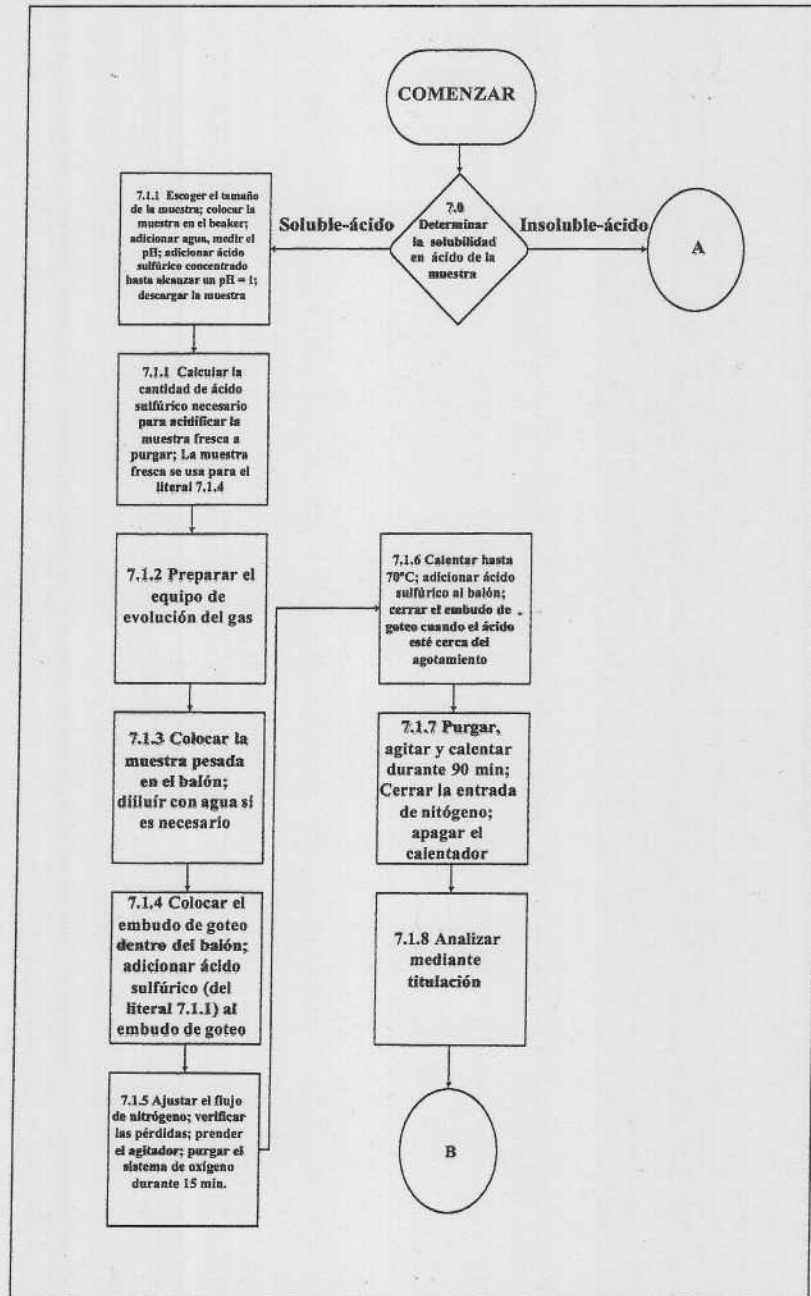 COMENZAR
7.0
Determinar
la solubilidad
en ácido de la
muestra
Soluble-ácido
Insoluble-ácido
A
7.1.1 Escoger el tamaño
de la muestra; colocar la
muestra en el beaker;
adicionar agua, medir el
pH; adicionar ácido
sulfúrico concentrado
hasta alcanzar un pH = 1;
descargar la muestra
7.1.1 Calcular la
cantidad de ácido
sulfúrico necesario
para acidificar la
muestra fresca a
purgar; La muestra
fresca se usa para el
literal 7.1.4
7.1.2 Preparar el
equipo de
evolución del gas
7.1.3 Colocar la
muestra pesada
en el balón;
diiluír con agua si
es necesario
7.1.4 Colocar el
embudo de goteo
dentro del balón;
adicionar ácido
sulfúrico (del
literal 7.1.1) al
embudo de goteo
7.1.5 Ajustar el flujo
de nitrógeno; verificar
las pérdidas; prender
el agitador; purgar el
sistema de oxígeno
durante 15 min.
7.1.6 Calentar hasta
70°C; adicionar ácido
sulfúrico al balón;
cerrar el embudo de
goteo cuando el ácido
esté cerca del
agotamiento
7.1.7 Purgar,
agitar y calentar
durante 90 min;
Cerrar la entrada
de nitógeno;
apagar el
calentador
7.1.8 Analizar
mediante
titulación
B